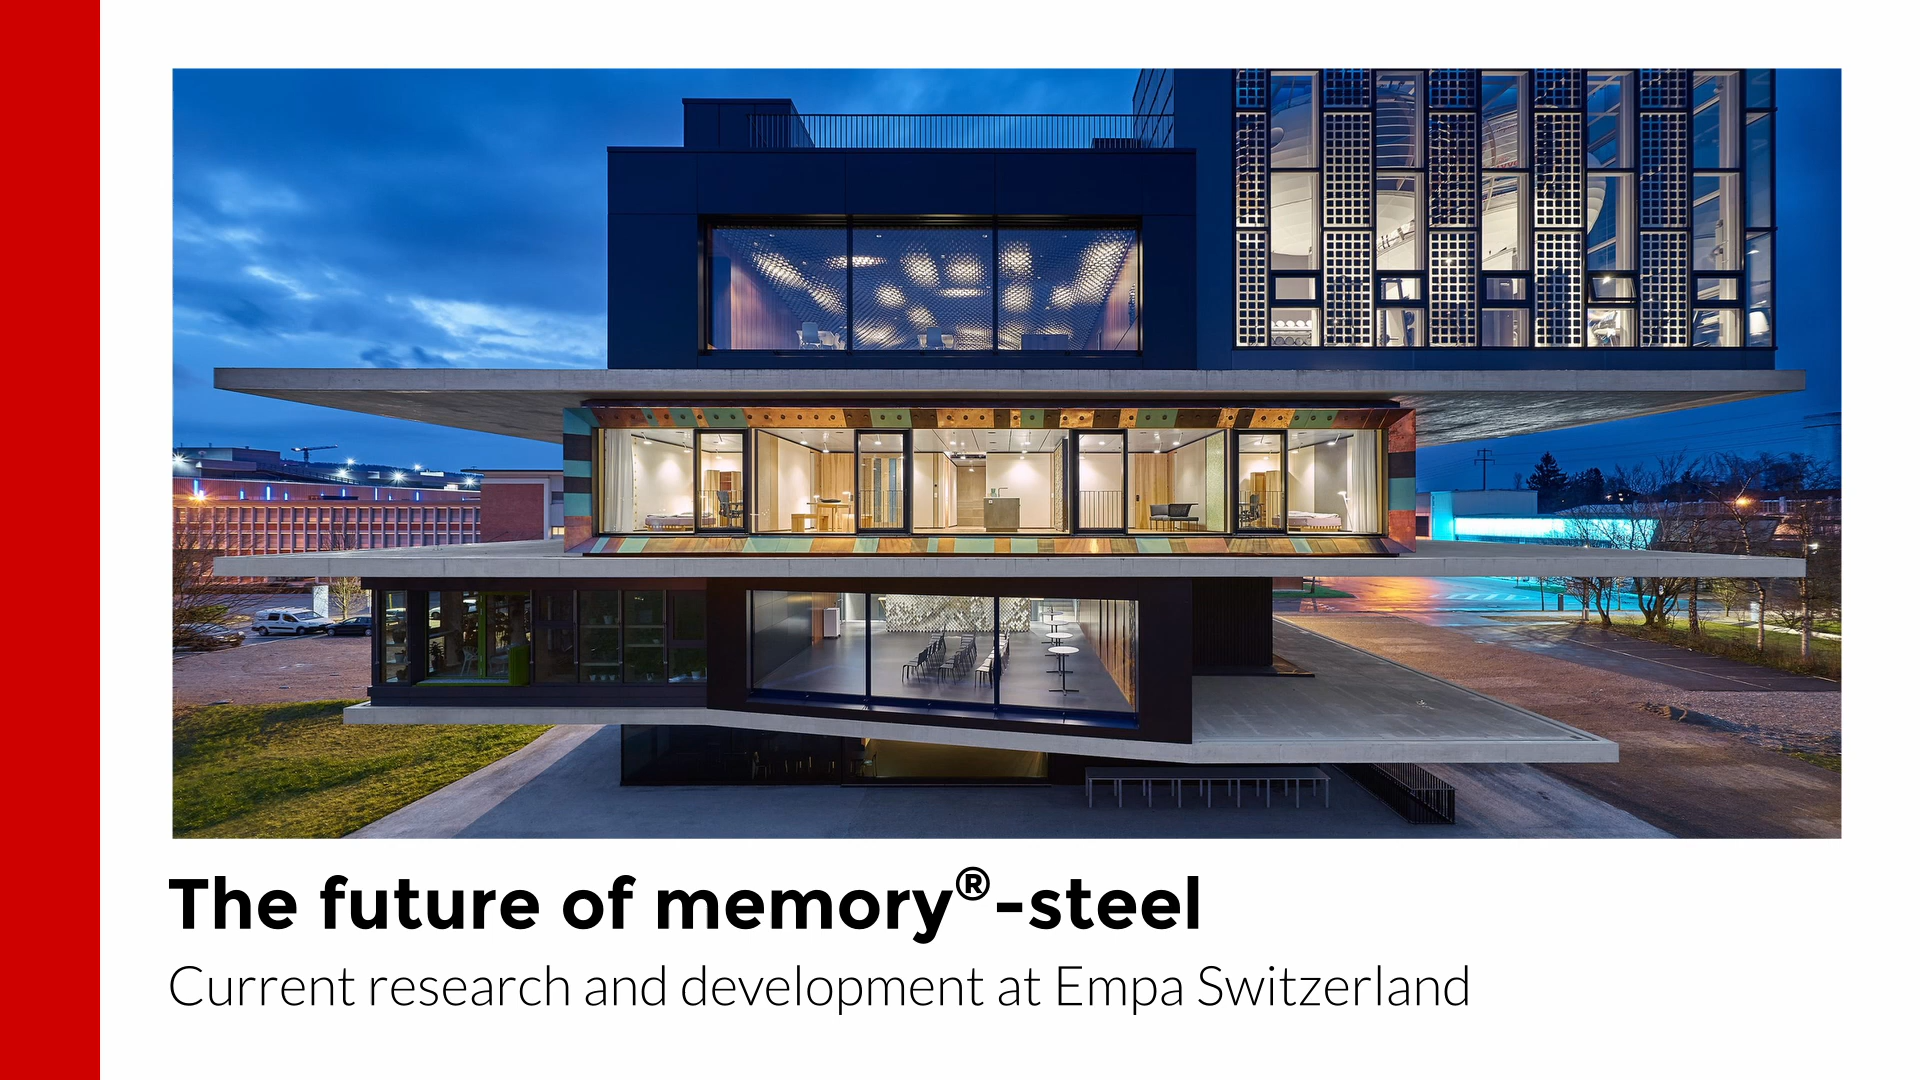 The future of memory®-steel
Current research and development at Empa Switzerland